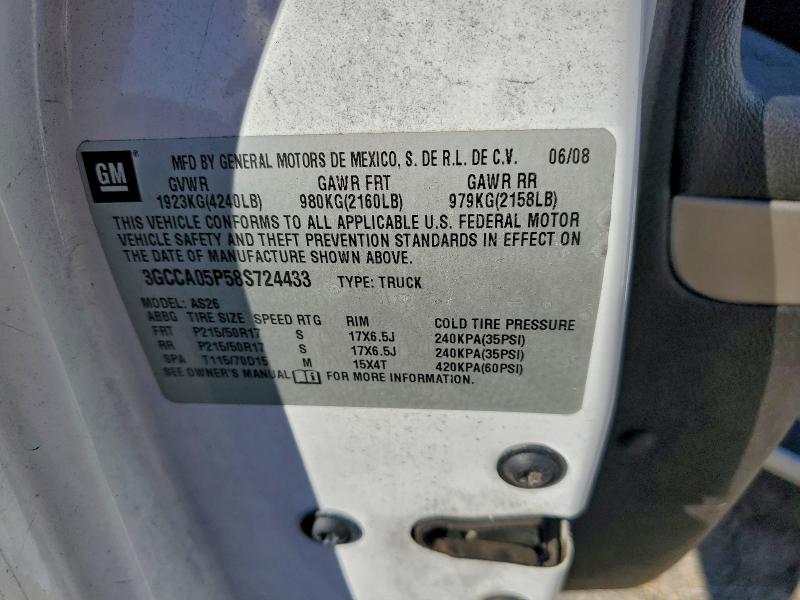 GM
MFD BY GENERAL MOTORS DE MEXICO, S. DE R.L. DE C.V. 06/08
GVWR GAWR FRT GAWR RR
1923KG(4240LB) 980KG(2160LB) 979KG(2158LB)
THIS VEHICLE CONFORMS TO ALL APPLICABLE U.S. FEDERAL MOTOR
VEHICLE SAFETY AND THEFT PREVENTION STANDARDS IN EFFECT ON
THE DATE OF MANUFACTURE SHOWN ABOVE.
3GCCA05P58S724433 TYPE: TRUCK
MODEL: AS26
ABBG TIRE SIZE SPEED RTG RIM COLD TIRE PRESSURE
FRT P215/50R17 S 17X6.5J 240KPA(35PSI)
RR P215/50R17 S 17X6.5J 240KPA(35PSI)
SPA T115/70D15 M 15X4T 420KPA(60PSI)
SEE OWNER'S MANUAL FOR MORE INFORMATION.